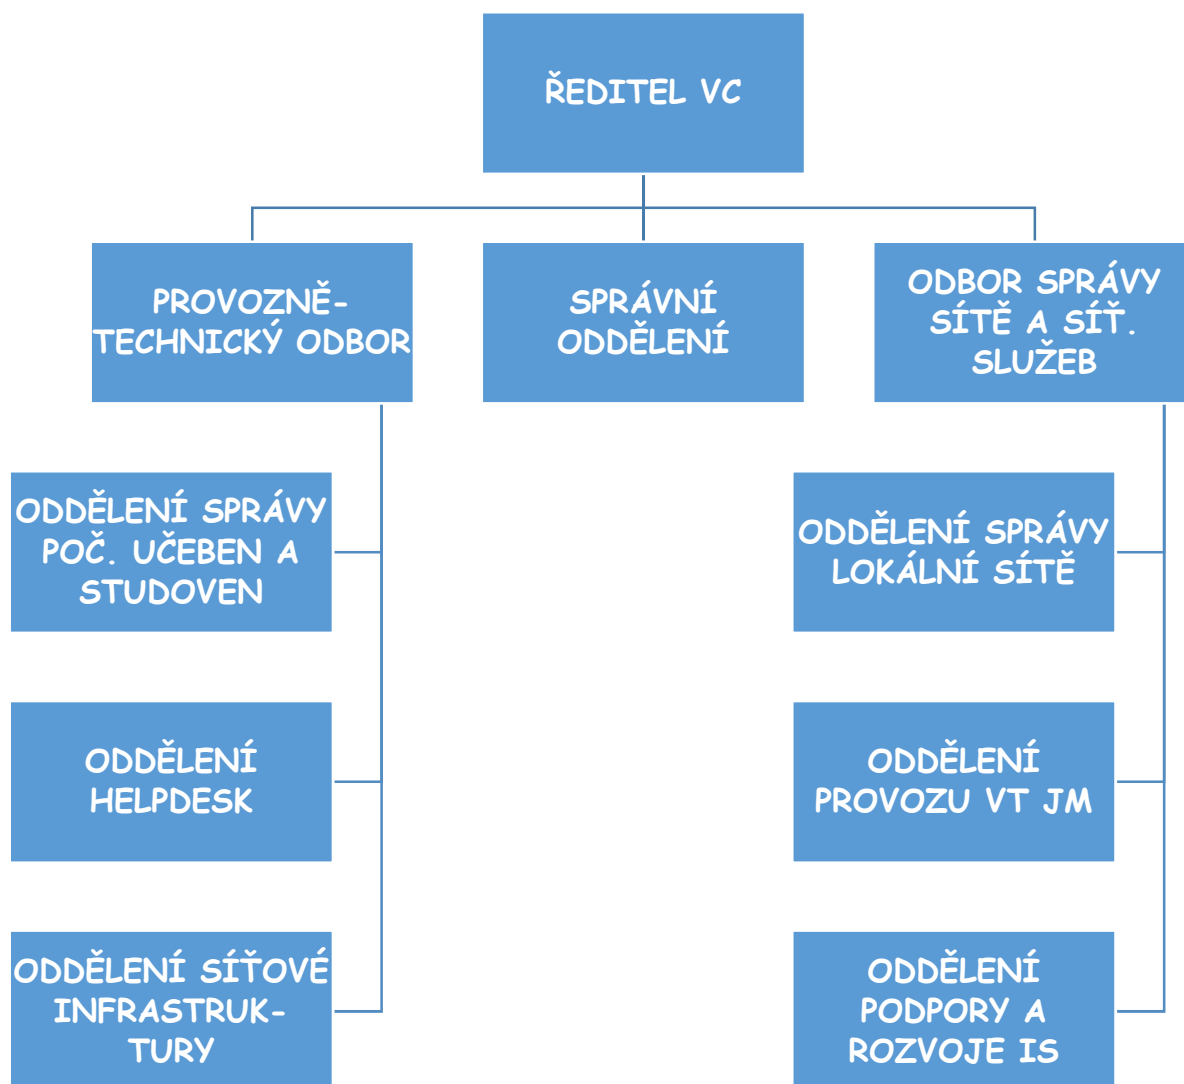 ŘEDITEL VC
PROVOZNĚ-
TECHNICKÝ ODBOR
SPRÁVNÍ
ODDĚLENÍ
ODBOR SPRÁVY
SÍTĚ A SÍŤ.
SLUŽEB
ODDĚLENÍ SPRÁVY
POČ. UČEBEN A
STUDOVEN
ODDĚLENÍ
HELPDESK
ODDĚLENÍ SÍŤOVÉ
INFRASTRUK-
TURY
ODDĚLENÍ SPRÁVY
LOKÁLNÍ SÍTĚ
ODDĚLENÍ
PROVOZU VT JM
ODDĚLENÍ
PODPORY A
ROZVOJE IS